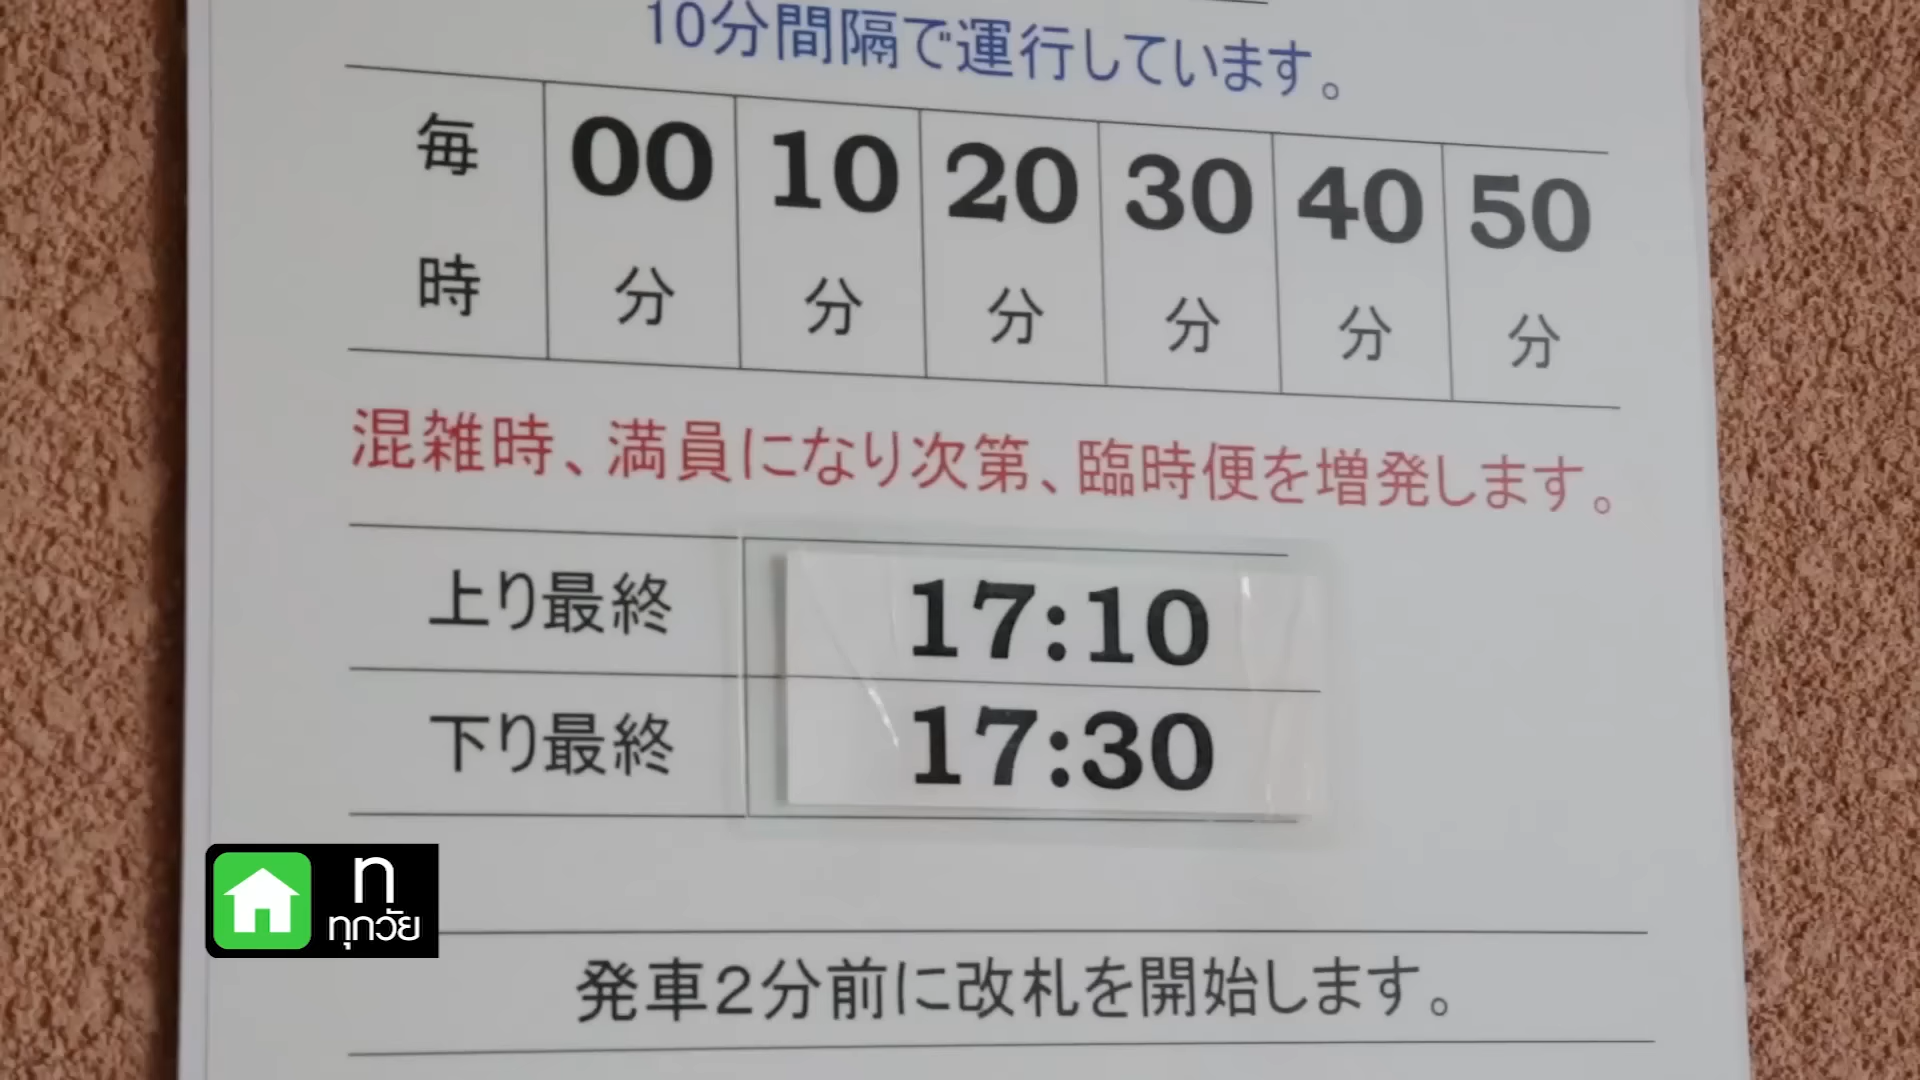 10分間隔で運行しています。
毎時 00分 10分 20分 30分 40分 50分
混雑時、満員になり次第、臨時便を増発します。
上り最終 17:10
下り最終 17:30
ท
ทุกวัย
発車2分前に改札を開始します。